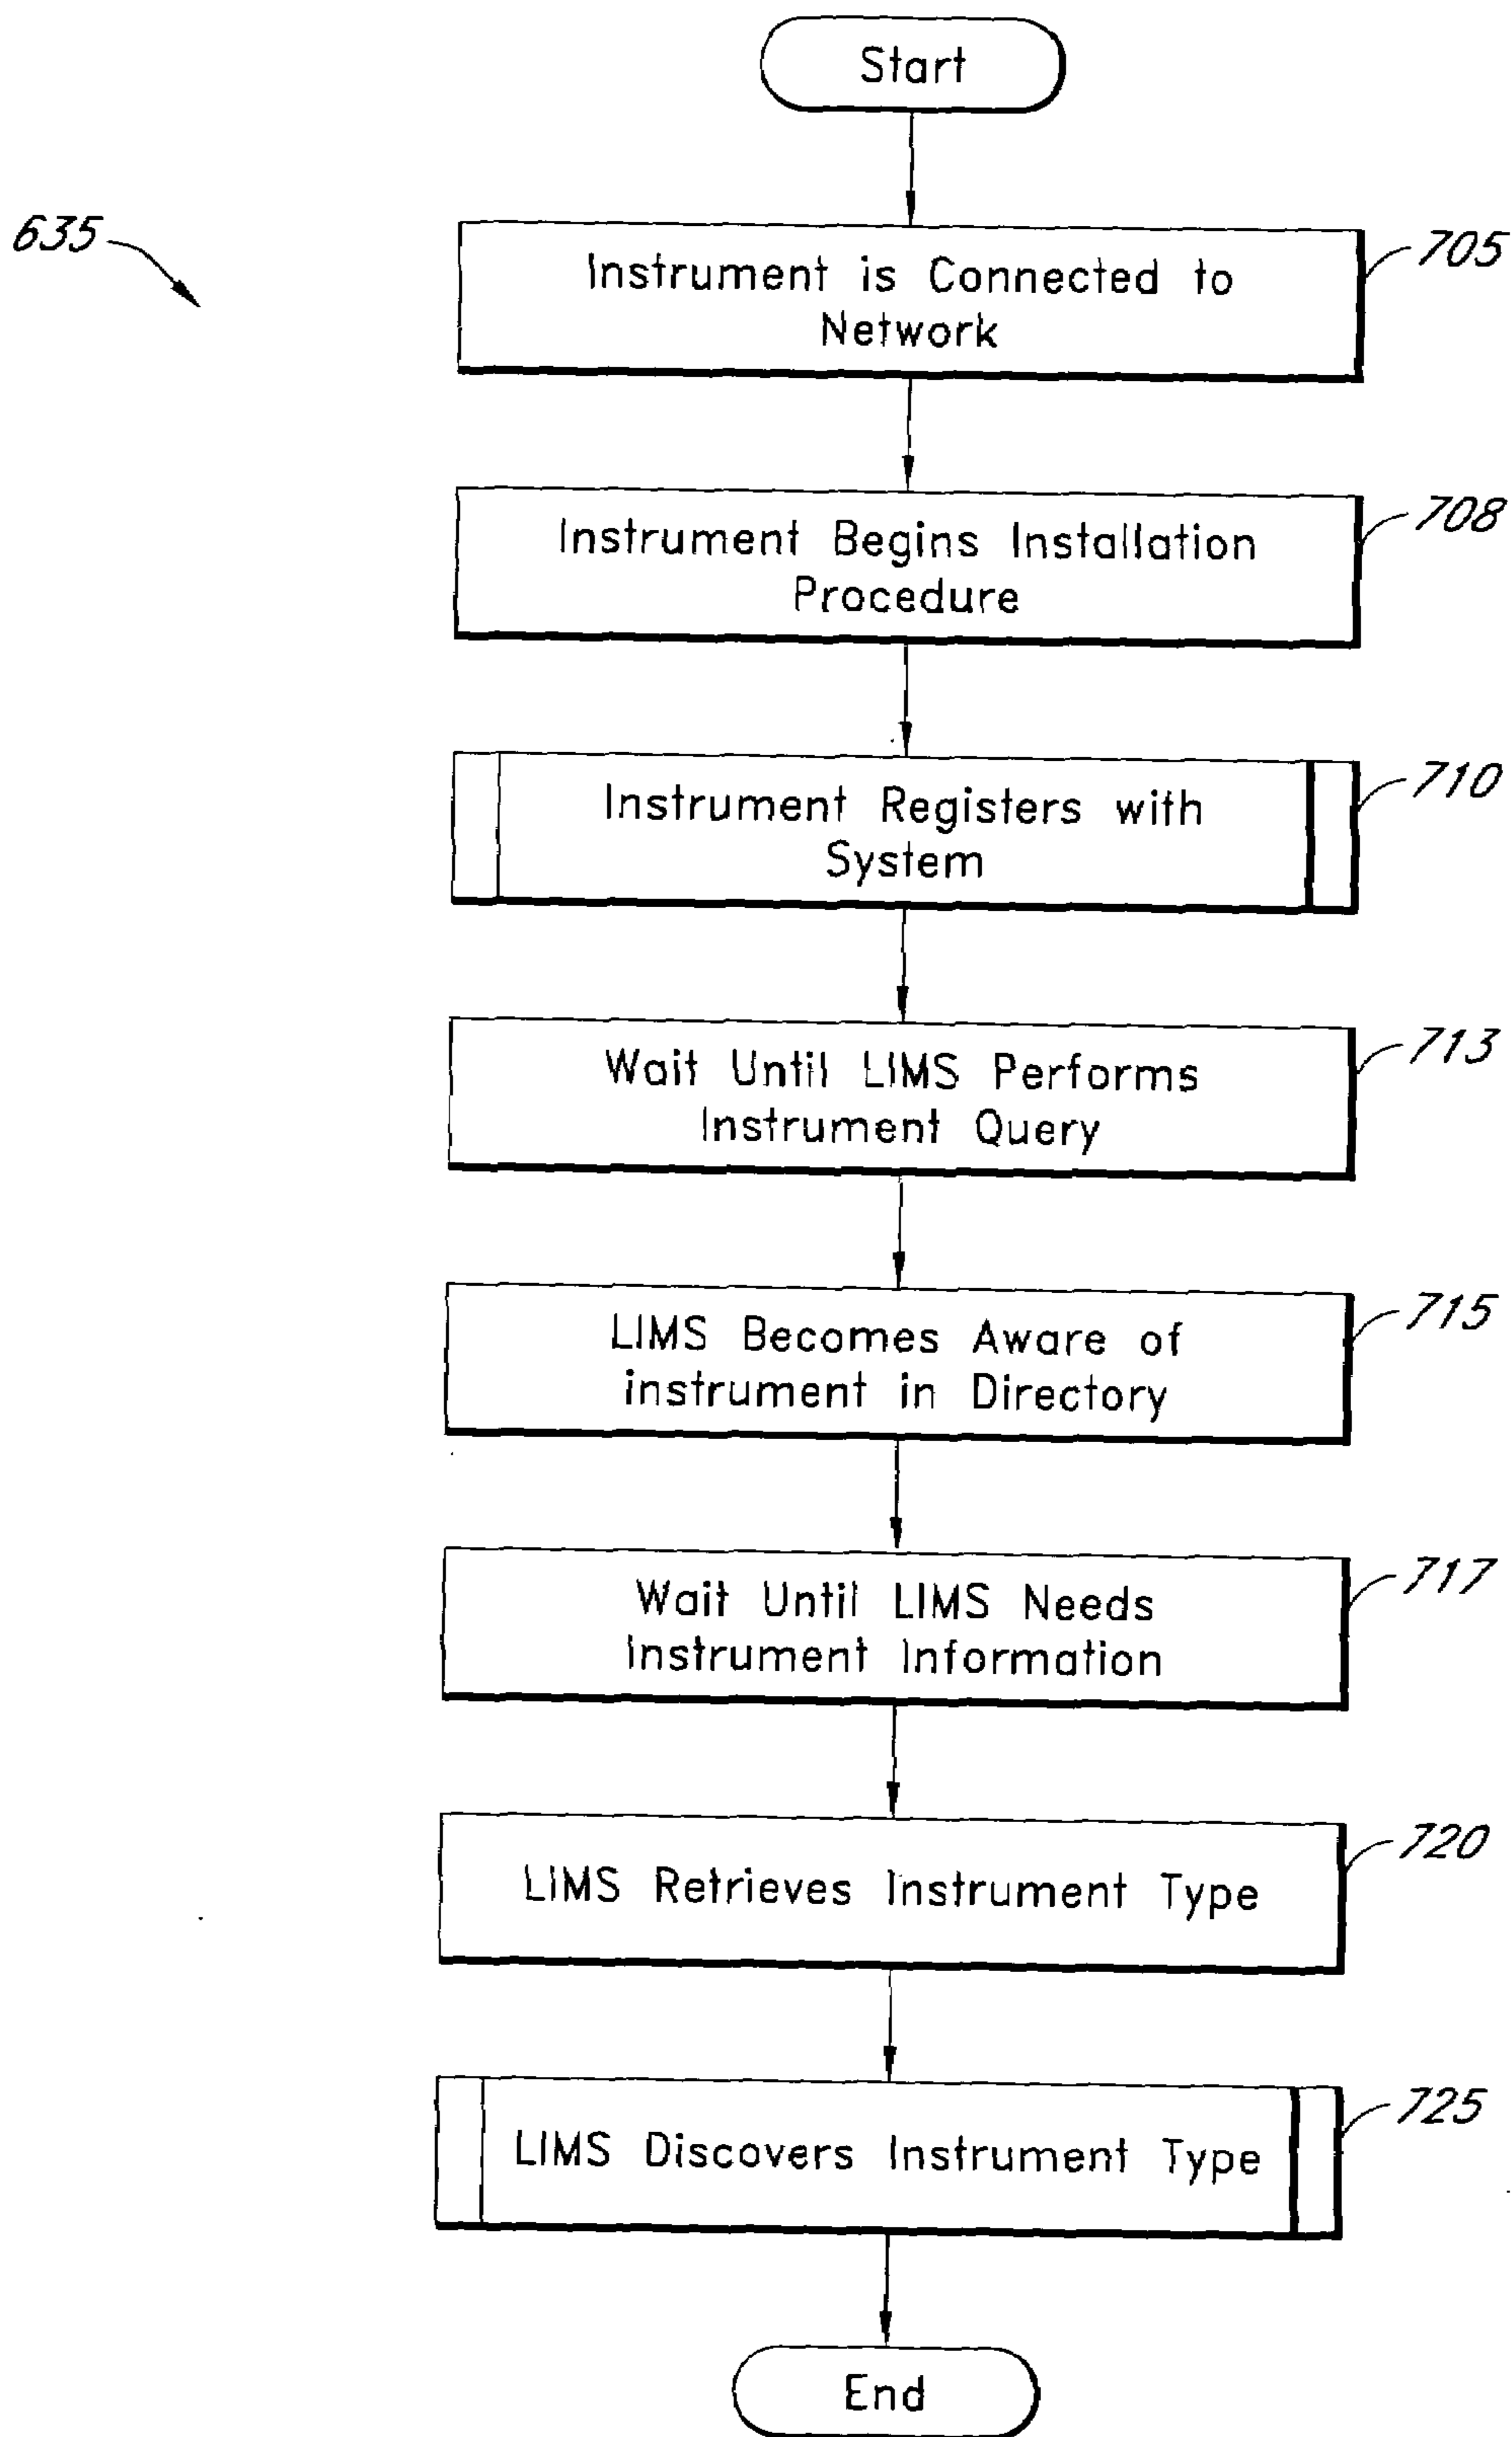 Start
635
Instrument is Connected to
Network
705
Instrument Begins Installation
Procedure
708
Instrument Registers with
System
710
Wait Until LIMS Performs
Instrument Query
713
LIMS Becomes Aware of
instrument in Directory
715
Wait Until LIMS Needs
Instrument Information
717
LIMS Retrieves Instrument Type
720
LIMS Discovers Instrument Type
725
End